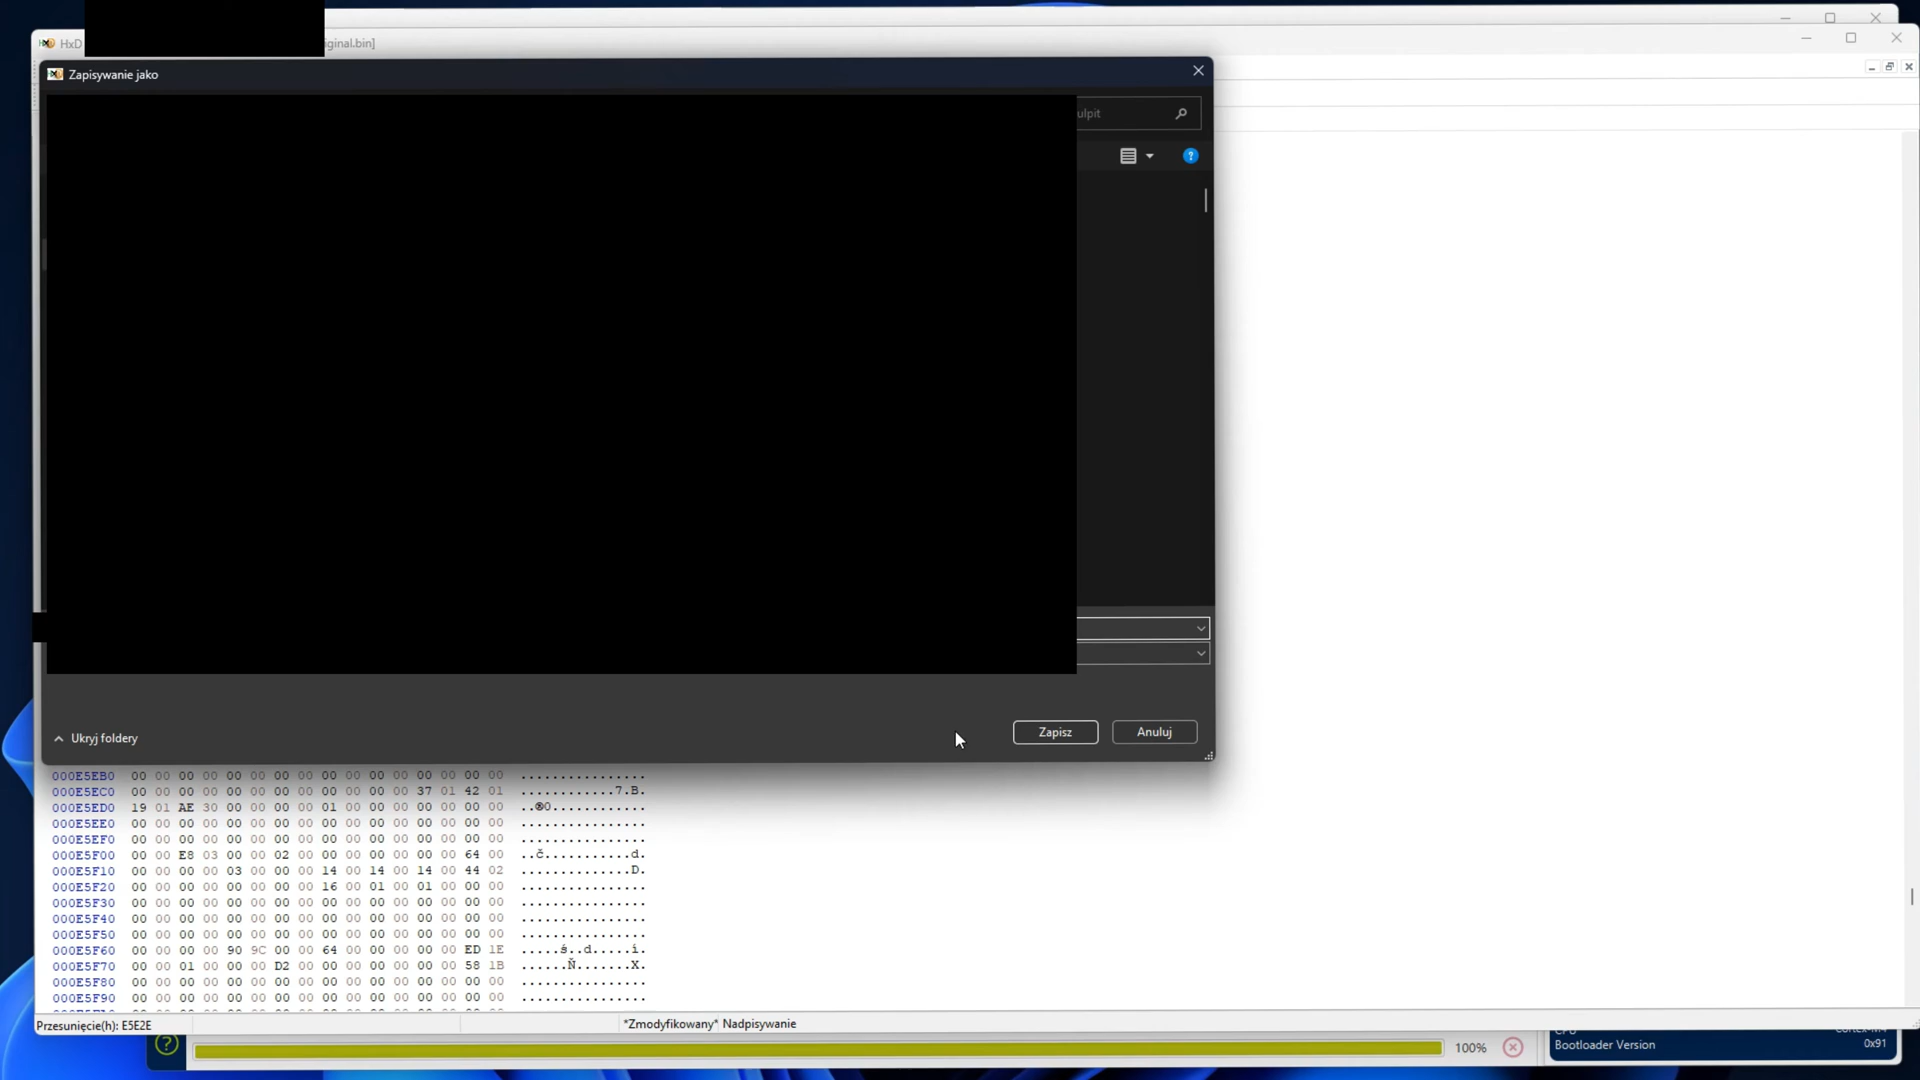 HxD
iginal.bin]
Zapisywanie jako
ulpit
Ukryj foldery
Zapisz
Anuluj
000E5EB0 00 00 00 00 00 00 00 00 00 00 00 00 00 00 00 00 ................
000E5EC0 00 00 00 00 00 00 00 00 00 00 00 00 37 01 42 01 ............7.B.
000E5ED0 19 01 AE 30 00 00 00 00 01 00 00 00 00 00 00 00 ..®0............
000E5EE0 00 00 00 00 00 00 00 00 00 00 00 00 00 00 00 00 ................
000E5EF0 00 00 00 00 00 00 00 00 00 00 00 00 00 00 00 00 ................
000E5F00 00 00 E8 03 00 00 02 00 00 00 00 00 00 00 64 00 ..č...........d.
000E5F10 00 00 00 00 03 00 00 00 14 00 14 00 14 00 44 02 ..............D.
000E5F20 00 00 00 00 00 00 00 00 16 00 01 00 01 00 00 00 ................
000E5F30 00 00 00 00 00 00 00 00 00 00 00 00 00 00 00 00 ................
000E5F40 00 00 00 00 00 00 00 00 00 00 00 00 00 00 00 00 ................
000E5F50 00 00 00 00 00 00 00 00 00 00 00 00 00 00 00 00 ................
000E5F60 00 00 00 00 90 9C 00 00 64 00 00 00 00 00 ED 1E .....ś..d.....í.
000E5F70 00 00 01 00 00 00 D2 00 00 00 00 00 00 00 58 1B ......Ň.......X.
000E5F80 00 00 00 00 00 00 00 00 00 00 00 00 00 00 00 00 ................
000E5F90 00 00 00 00 00 00 00 00 00 00 00 00 00 00 00 00 ................
Przesunięcie(h): E5E2E
*Zmodyfikowany* Nadpisywanie
100%
Bootloader Version 0x91